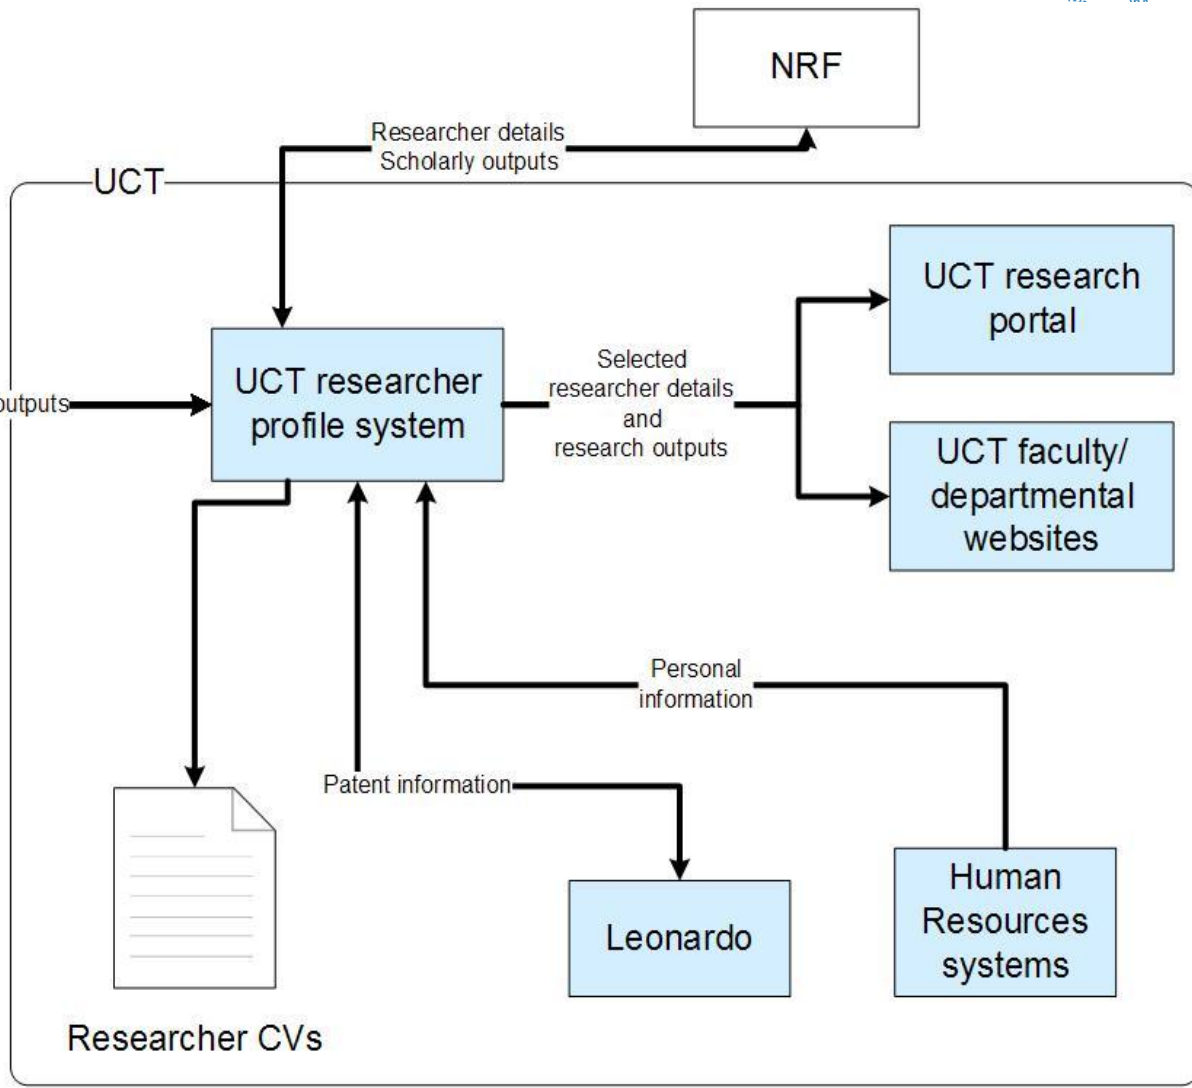 NRF
Researcher details
Scholarly outputs
UCT
UCT research
portal
UCT researcher
profile system
Selected
researcher details
and
research outputs
outputs
UCT faculty/
departmental
websites
Personal
information
Patent information
Human
Resources
systems
Leonardo
Researcher CVs